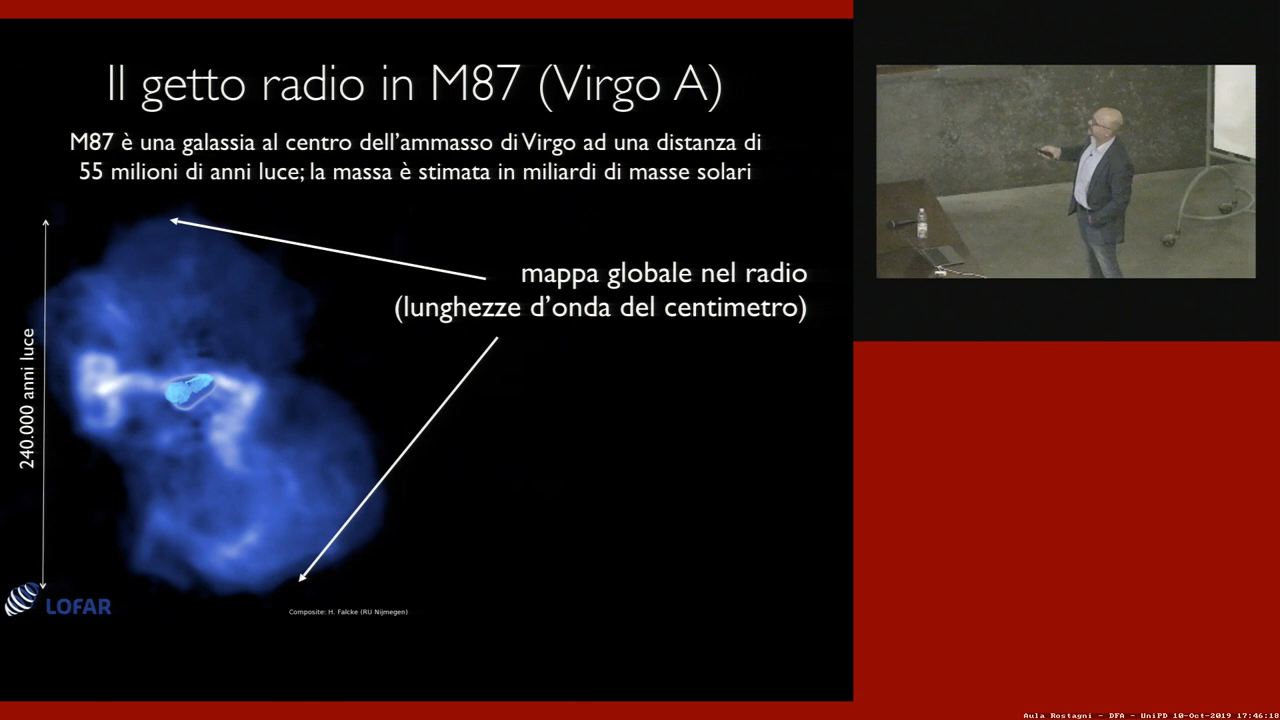 Il getto radio in M87 (Virgo A)
M87 è una galassia al centro dell'ammasso di Virgo ad una distanza di
55 milioni di anni luce; la massa è stimata in miliardi di masse solari
mappa globale nel radio
(lunghezze d'onda del centimetro)
240.000 anni luce
LOFAR
Composite: H. Falcke (RU Nijmegen)
Aula Rostagni - DFA - UniPD 10-Oct-2019 17:46:18